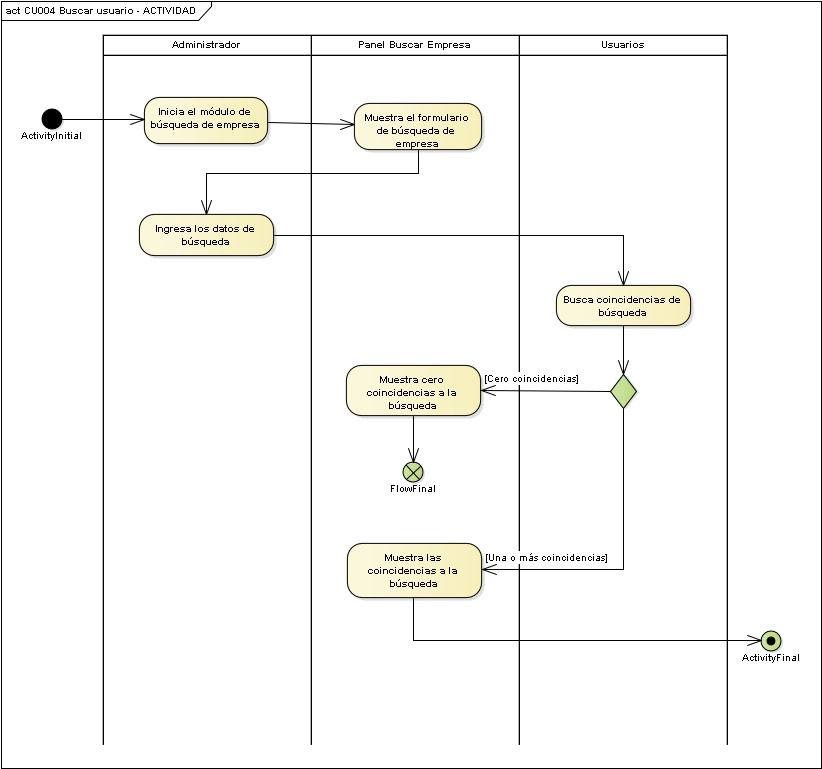 act CU004 Buscar usuario - ACTIVIDAD
Administrador
Panel Buscar Empresa
Usuarios
ActivityInitial
Inicia el módulo de
búsqueda de empresa
Muestra el formulario
de búsqueda de
empresa
Ingresa los datos de
búsqueda
Busca coincidencias de
búsqueda
[Cero coincidencias]
Muestra cero
coincidencias a la
búsqueda
FlowFinal
[Una o más coincidencias]
Muestra las
coincidencias a la
búsqueda
ActivityFinal